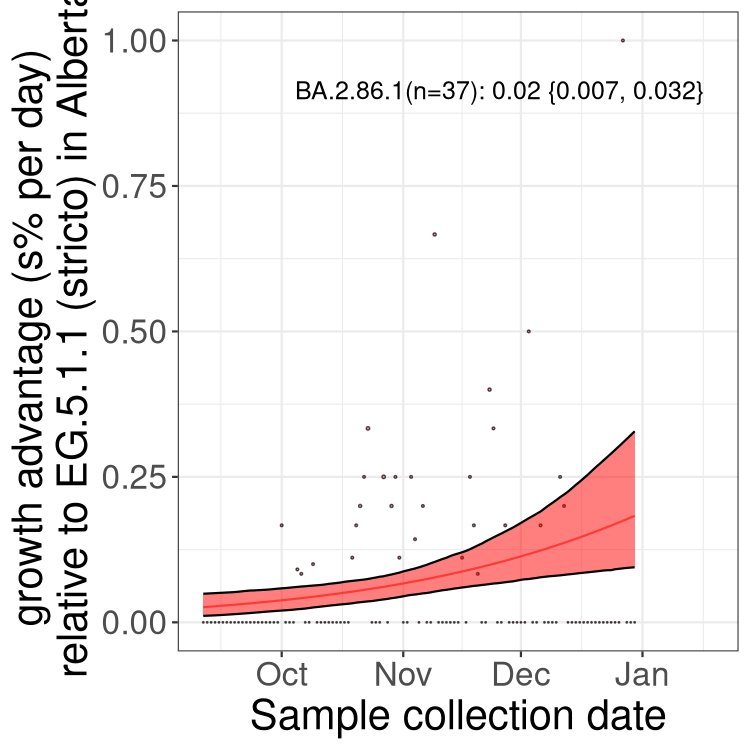 growth advantage (s% per day)
relative to EG.5.1.1 (stricto) in Alberta
1.00
0.75
0.50
0.25
0.00
BA.2.86.1(n=37): 0.02 {0.007, 0.032}
Oct Nov Dec Jan
Sample collection date